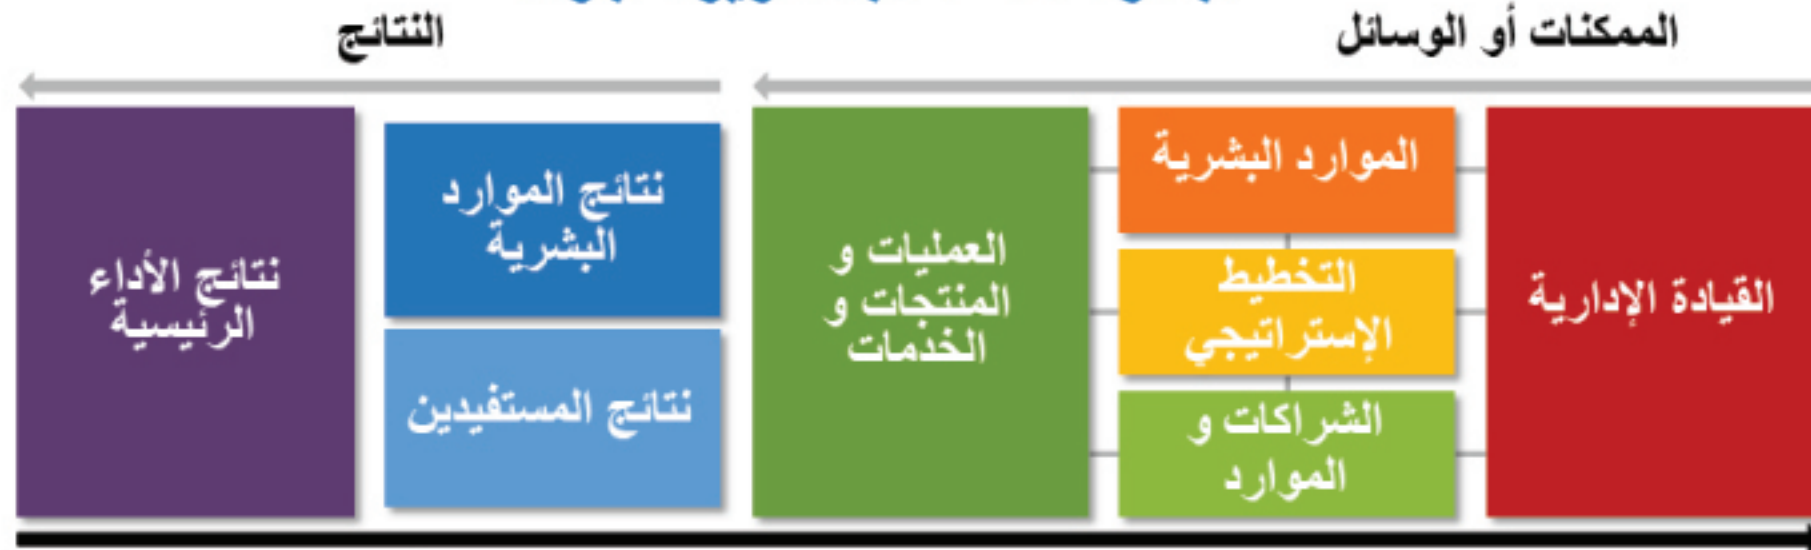 الممكنات أو الوسائل
النتائج
القيادة الإدارية
الموارد البشرية
التخطيط
الإستراتيجي
الشراكات و
الموارد
العمليات و
المنتجات و
الخدمات
نتائج الموارد
البشرية
نتائج المستفيدين
نتائج الأداء
الرئيسية